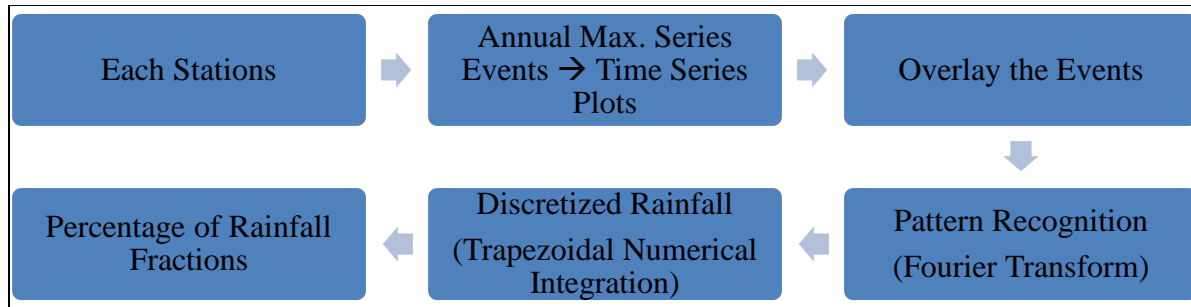 Each Stations
Annual Max. Series
Events → Time Series
Plots
Overlay the Events
Pattern Recognition
(Fourier Transform)
Discretized Rainfall
(Trapezoidal Numerical
Integration)
Percentage of Rainfall
Fractions